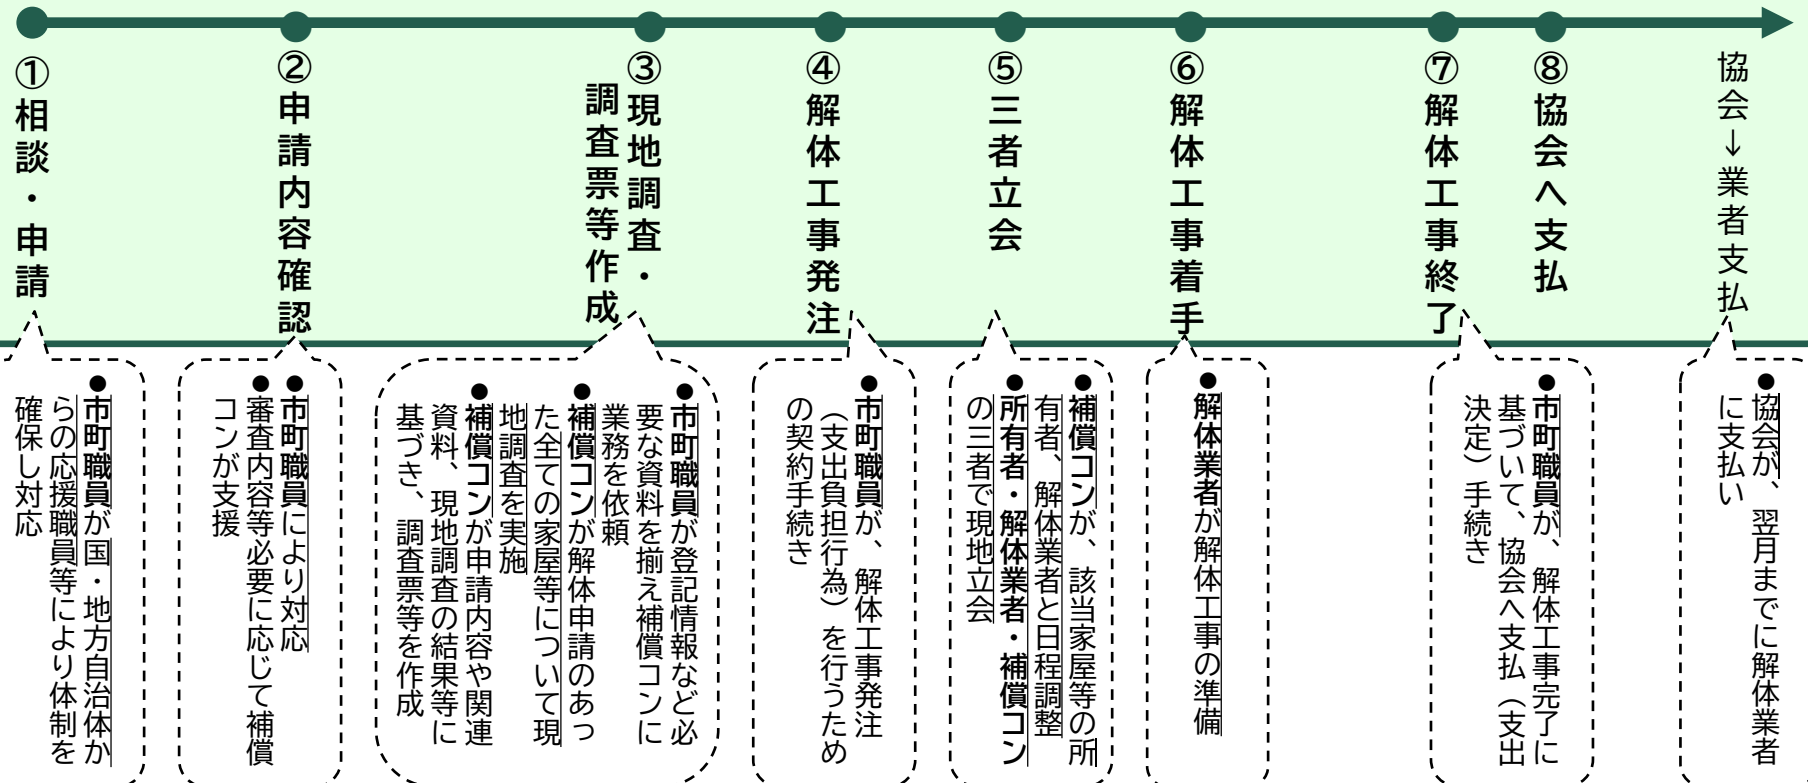 ①相談・申請
②申請内容確認
③現地調査・
調査票等作成
④解体工事発注
⑤三者立会
⑥解体工事着手
⑦解体工事終了
⑧協会へ支払
協会→業者支払
●市町職員が国・地方自治体か
らの応援職員等により体制を
確保し対応
●市町職員により対応
●審査内容等必要に応じて補償
コンが支援
●市町職員が登記情報など必
要な資料を揃え補償コンに
業務を依頼
●補償コンが解体申請のあっ
た全ての家屋等について現
地調査を実施
●補償コンが申請内容や関連
資料、現地調査の結果等に
基づき、調査票等を作成
●市町職員が、解体工事発注
（支出負担行為）を行うため
の契約手続き
●補償コンが、該当家屋等の所
有者、解体業者と日程調整
●所有者・解体業者・補償コン
の三者で現地立会
●解体業者が解体工事の準備
●市町職員が、解体工事完了に
基づいて、協会へ支払（支出
決定）手続き
●協会が、翌月までに解体業者
に支払い